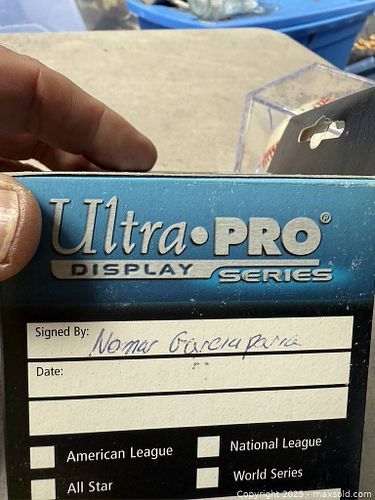 Ultra•PRO®
DISPLAY SERIES
Signed By: Nomar Garciaparra
Date:
American League
National League
All Star
World Series
Copyright 2025 - maxsold.com